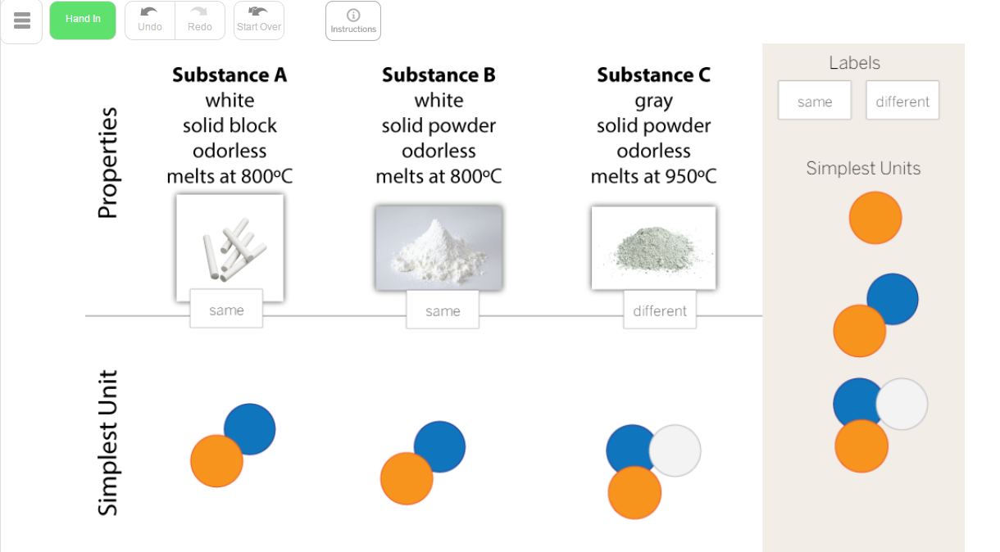 Hand In
Undo
Redo
Start Over
Instructions
Labels
same
different
Simplest Units
Properties
Substance A
white
solid block
odorless
melts at 800ºC
same
Substance B
white
solid powder
odorless
melts at 800ºC
same
Substance C
gray
solid powder
odorless
melts at 950ºC
different
Simplest Unit